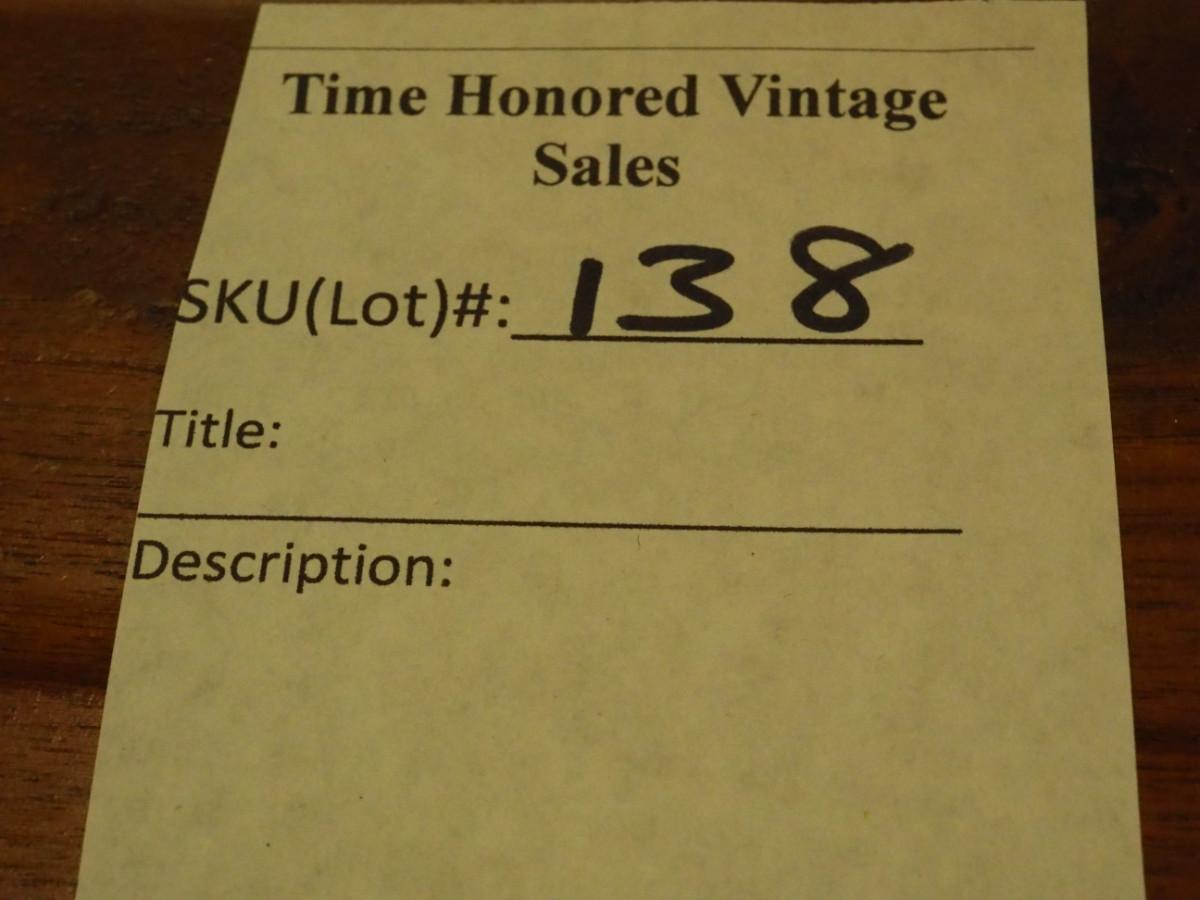 Time Honored Vintage
Sales
SKU(Lot)#: 138
Title:
Description: